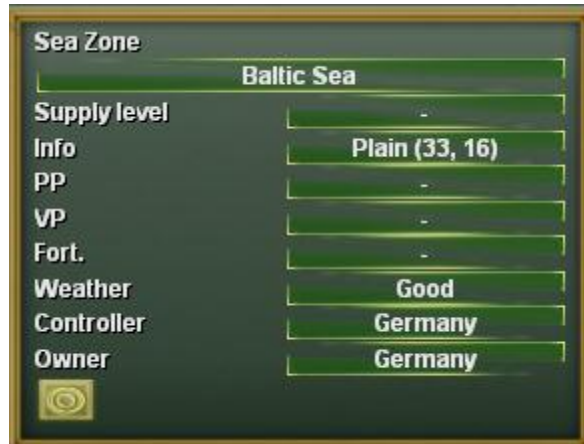 Sea Zone
Baltic Sea
Supply level -
Info Plain (33, 16)
PP -
VP -
Fort. -
Weather Good
Controller Germany
Owner Germany